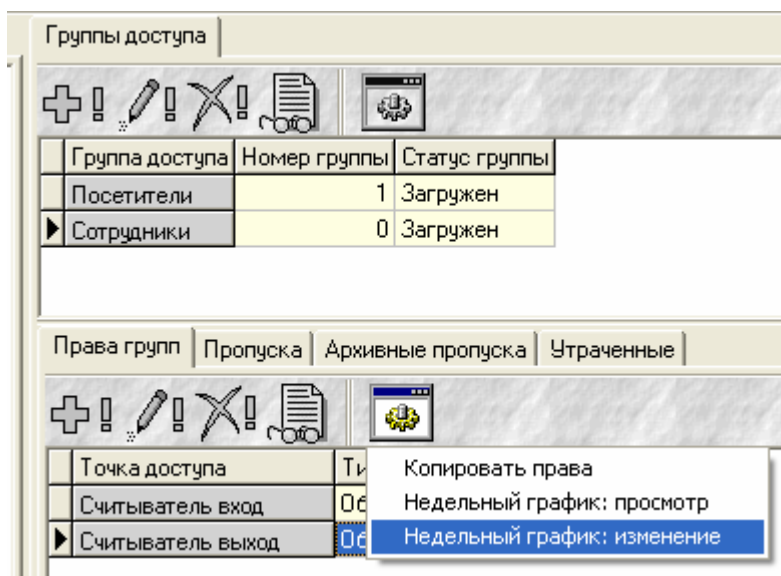 Группы доступа
Группа доступа Номер группы Статус группы
Посетители 1 Загружен
Сотрудники 0 Загружен
Права групп Пропуска Архивные пропуска Утраченные
Точка доступа
Копировать права
Считыватель вход
Недельный график: просмотр
Считыватель выход
Недельный график: изменение